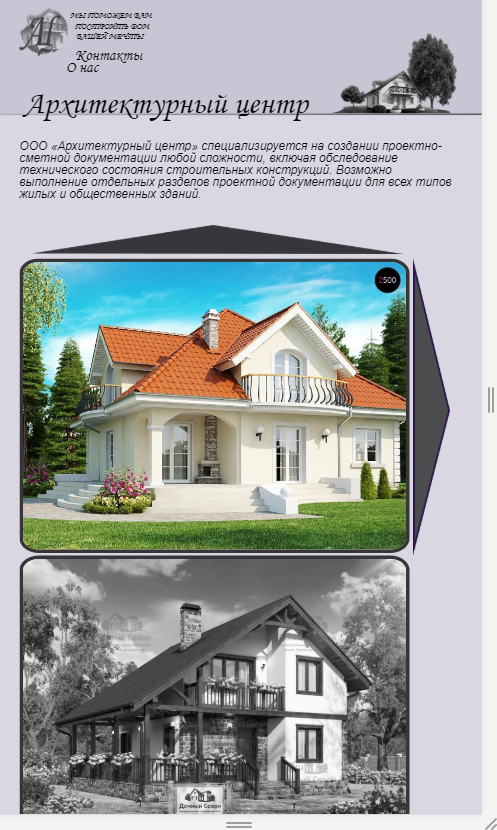 МЫ ПОМОЖЕМ ВАМ
ПОСТРОИТЬ ДОМ
ВАШЕЙ МЕЧТЫ
АЦ
Контакты
О нас
Архитектурный центр
ООО «Архитектурный центр» специализируется на создании проектно-
сметной документации любой сложности, включая обследование
технического состояния строительных конструкций. Возможно
выполнение отдельных разделов проектной документации для всех типов
жилых и общественных зданий.
Z500
Дачный Сезон